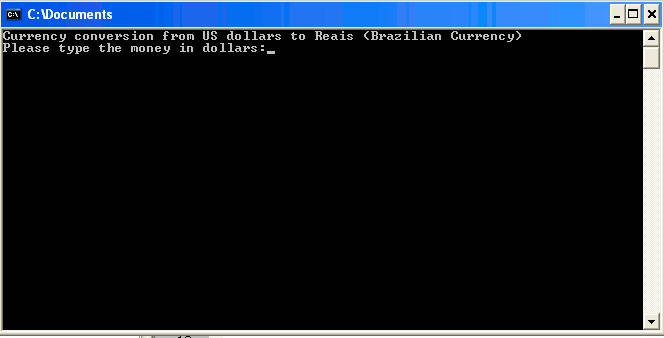 C:\Documents
Currency conversion from US dollars to Reais (Brazilian Currency)
Please type the money in dollars:_